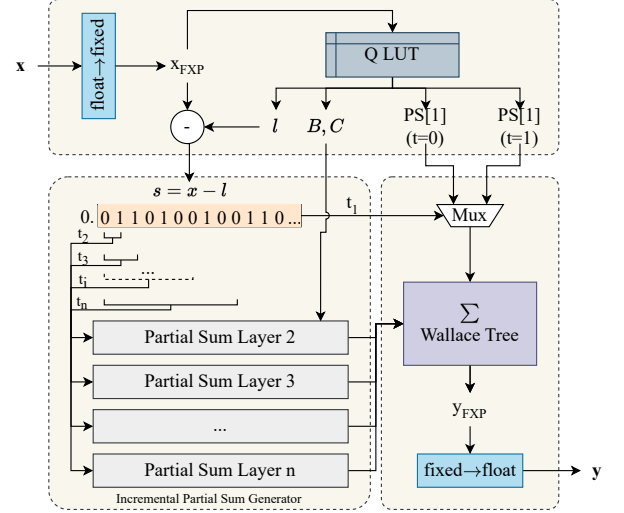 x
float→fixed
x_FXP
Q LUT
-
l
B, C
PS[1]
(t=0)
PS[1]
(t=1)
s = x − l
0. 0 1 1 0 1 0 0 1 0 0 1 1 0 ...
t_1
Mux
t_2
t_3
...
t_i
t_n
Partial Sum Layer 2
Partial Sum Layer 3
...
Partial Sum Layer n
Incremental Partial Sum Generator
∑
Wallace Tree
y_FXP
fixed→float
y